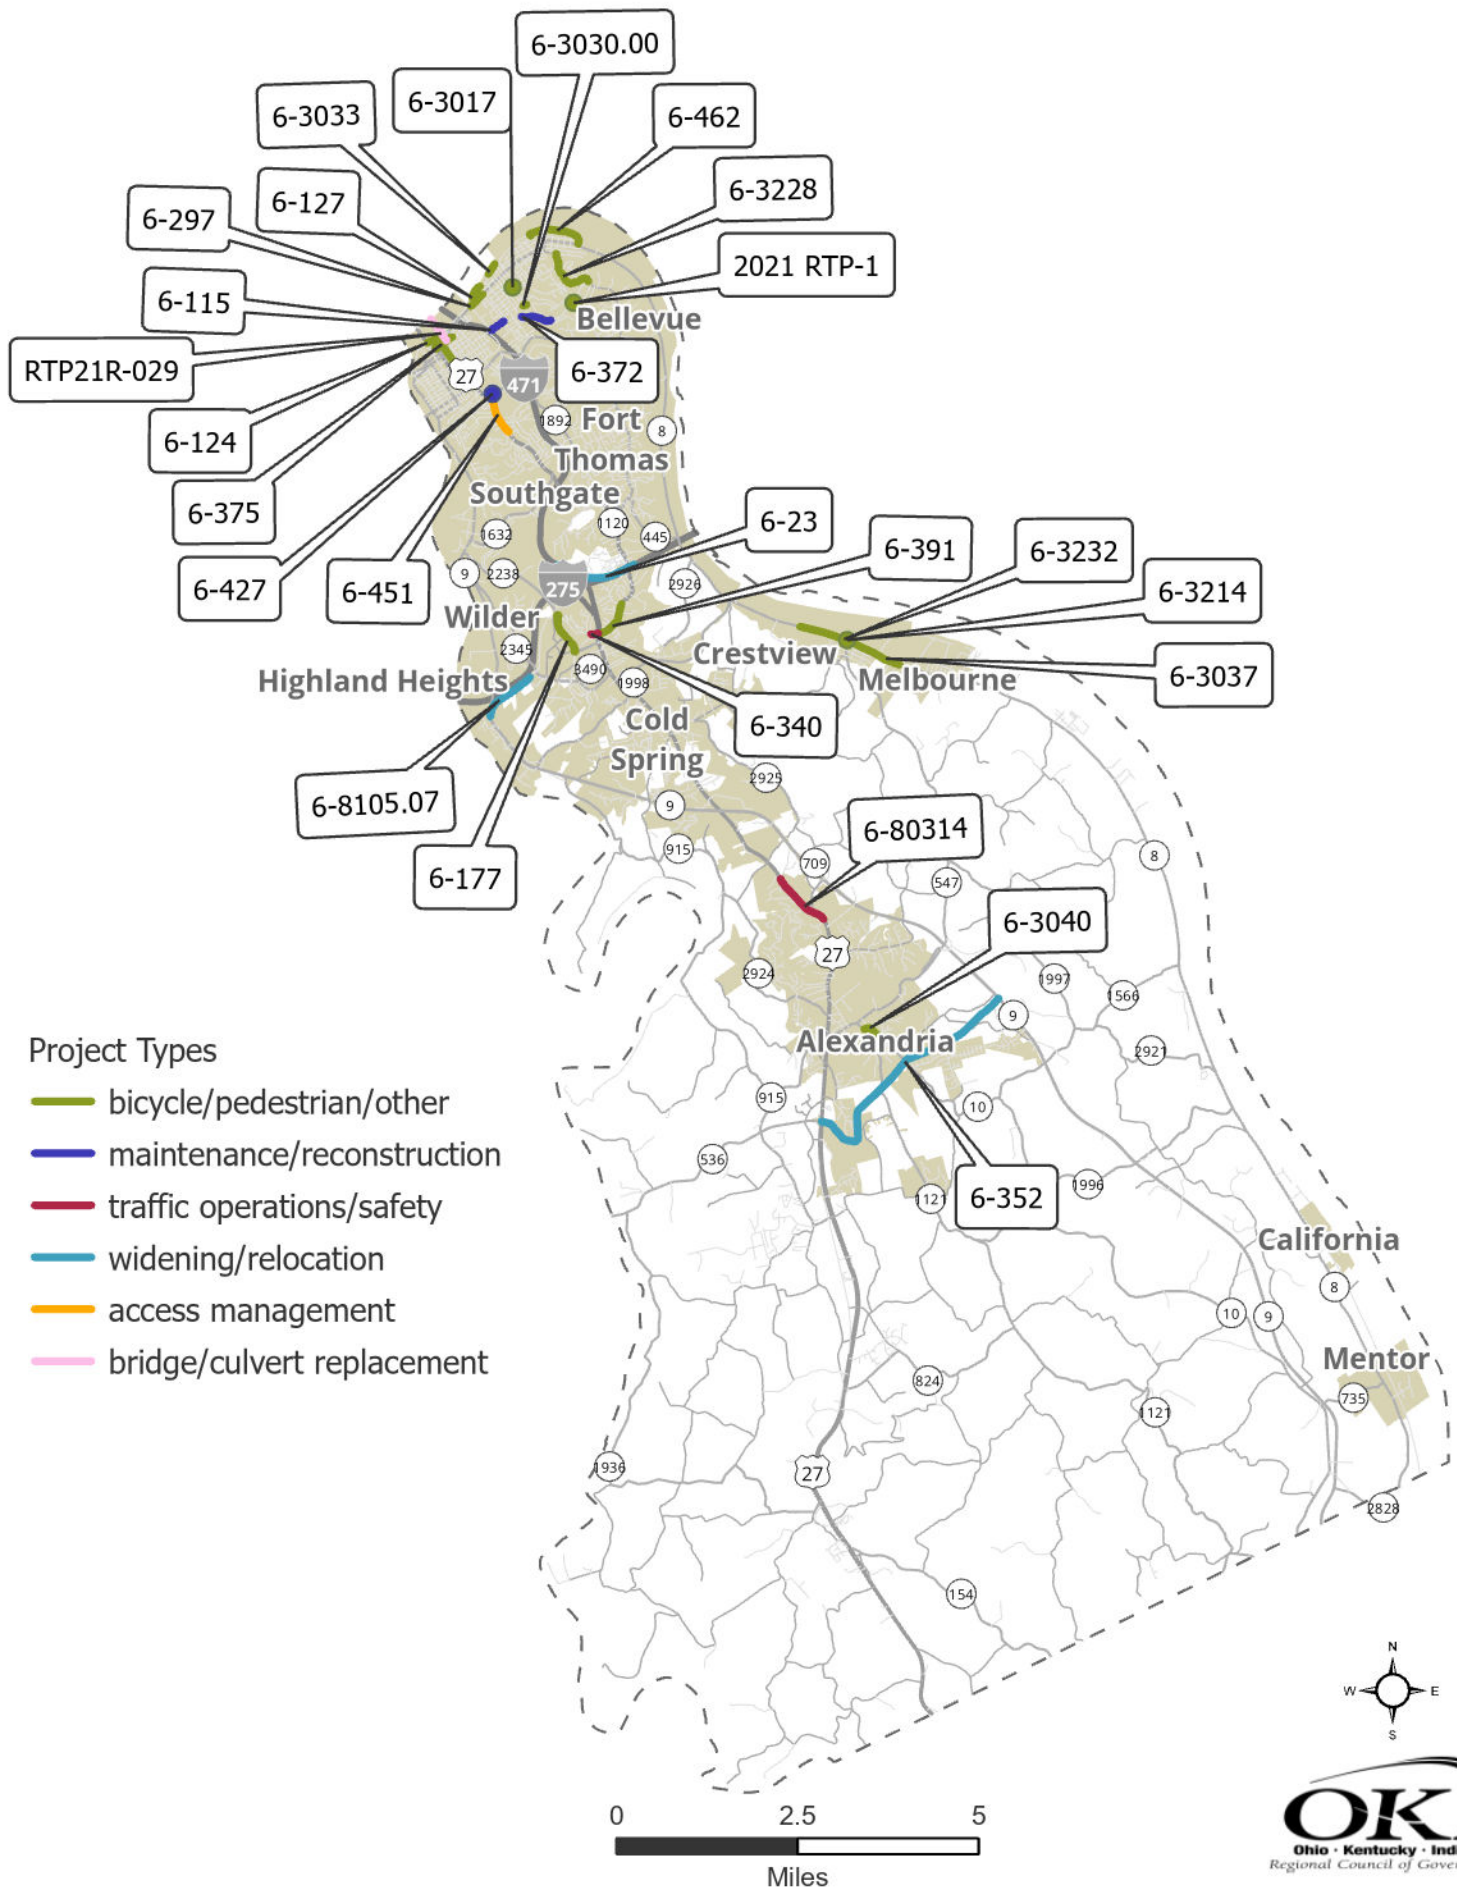 6-3030.00
6-3033
6-3017
6-462
6-127
6-3228
6-297
2021 RTP-1
6-115
Bellevue
RTP21R-029
27
471
6-372
1892
Fort
8
Thomas
6-124
Southgate
6-375
1632
1120
445
6-23
6-391
6-3232
6-427
6-451
9
2238
275
2926
6-3214
Wilder
2345
Crestview
Highland Heights
3490
1998
Melbourne
6-3037
Cold
Spring
6-340
2925
6-8105.07
9
6-80314
6-177
915
709
547
8
6-3040
27
2924
1997
1566
9
Alexandria
2921
915
10
536
1121
6-352
1996
Project Types
bicycle/pedestrian/other
maintenance/reconstruction
traffic operations/safety
widening/relocation
access management
bridge/culvert replacement
California
8
10
9
Mentor
824
735
1121
1936
27
2828
154
N
W
E
S
0
2.5
5
Miles
OK
Ohio · Kentucky · Ind
Regional Council of Gove